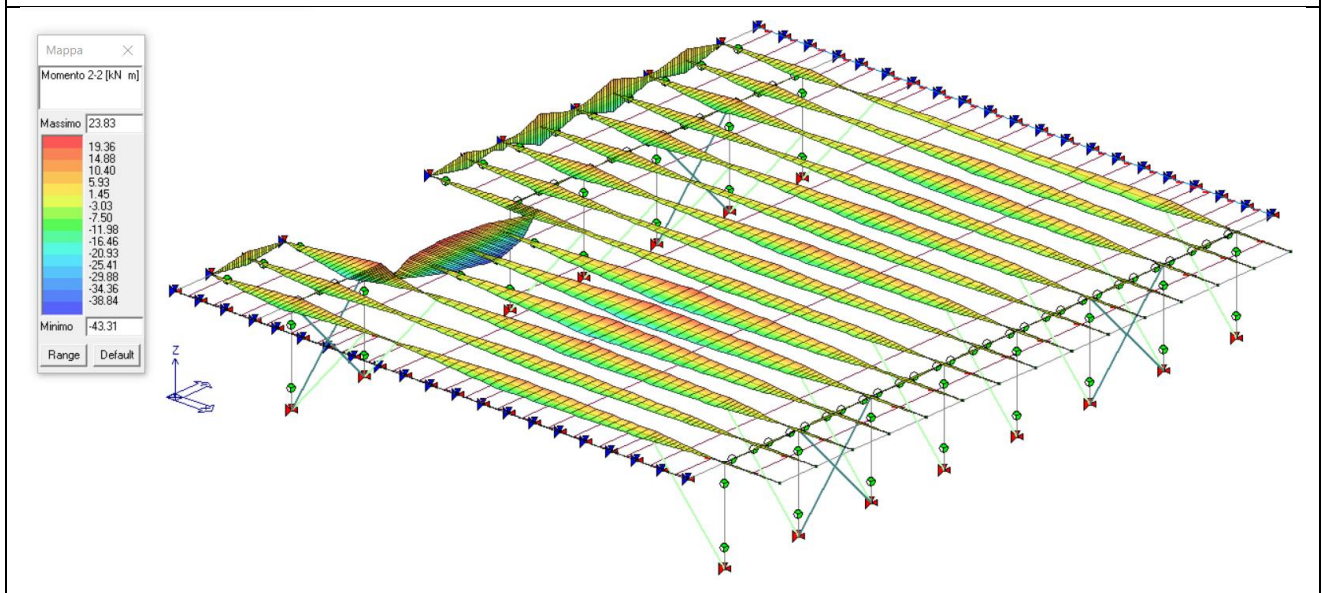 Mappa
Momento 2-2 [kN m]
Massimo 23.83
19.36
14.88
10.40
5.93
1.45
-3.03
-7.50
-11.98
-16.46
-20.93
-25.41
-29.88
-34.36
-38.84
Minimo -43.31
Range Default
Z